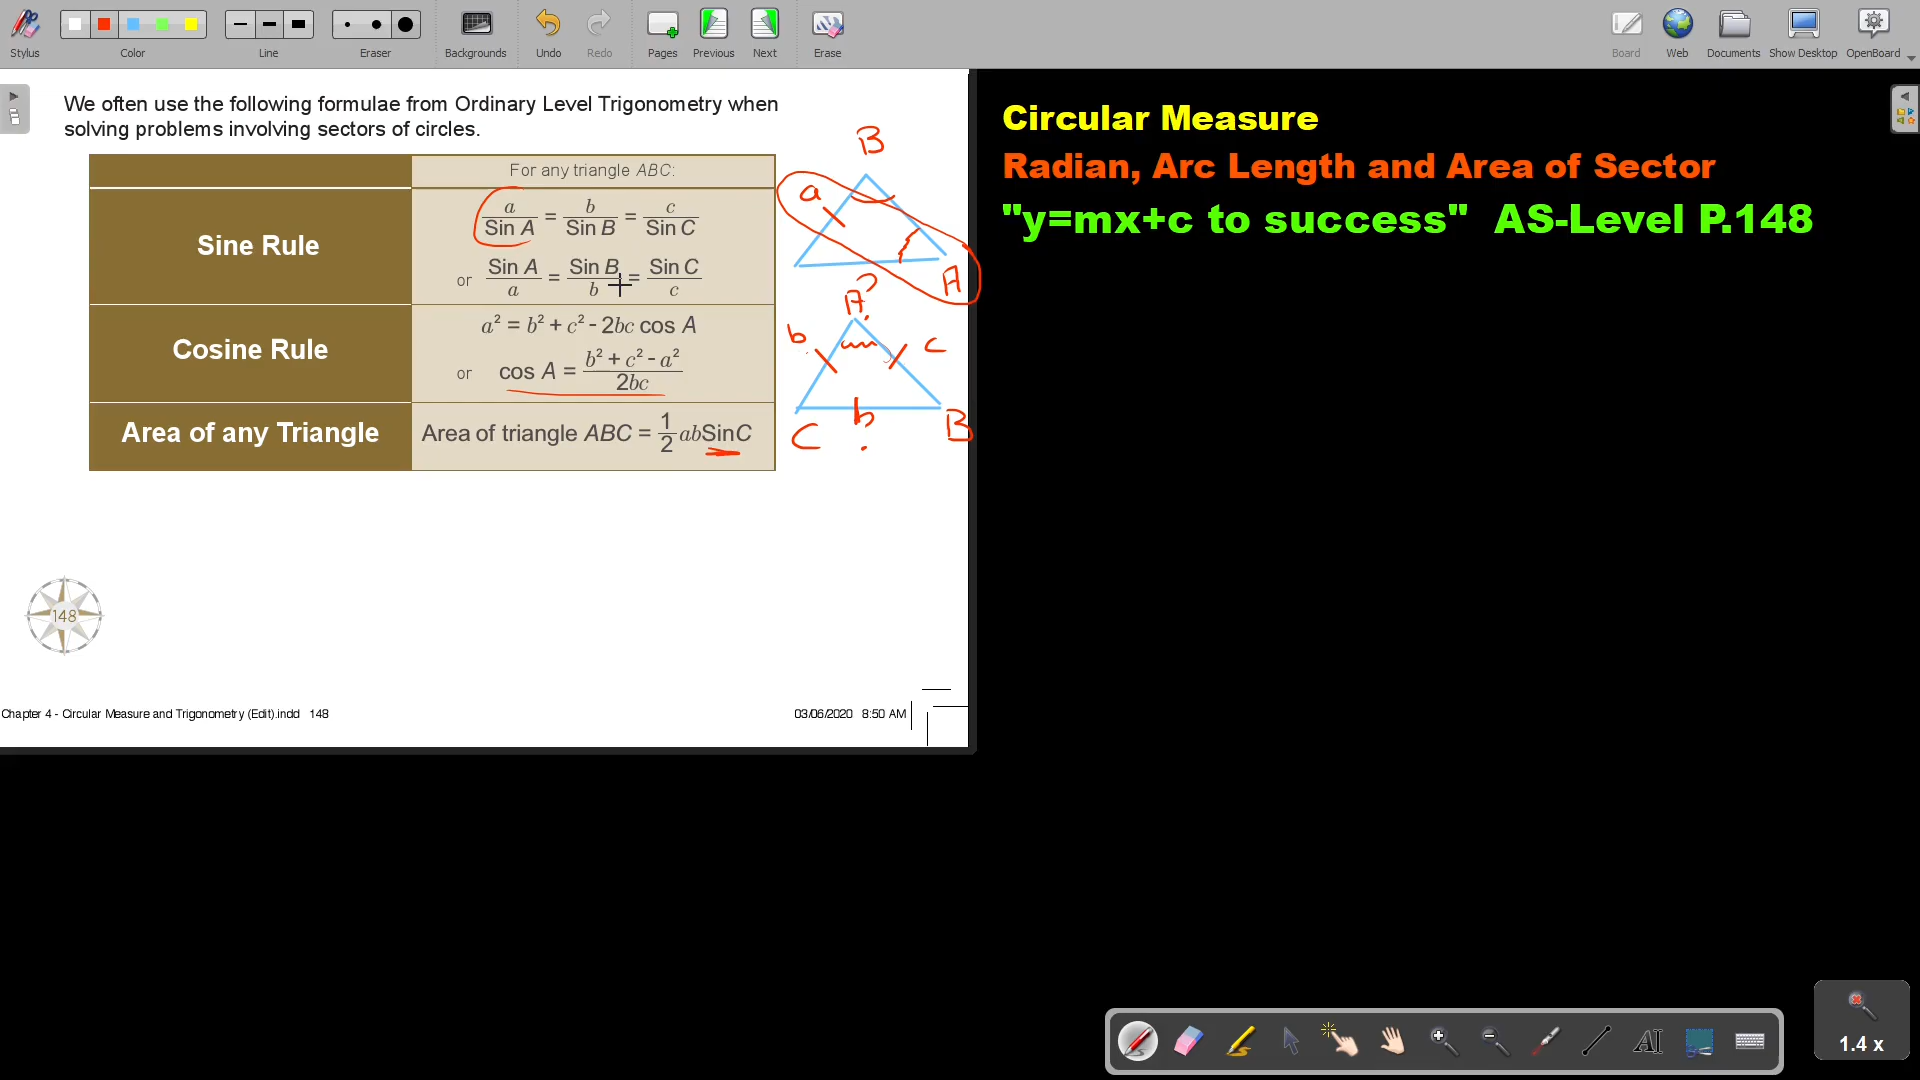 Stylus
Color
Line
Eraser
Backgrounds
Undo
Redo
Pages
Previous
Next
Erase
Board
Web
Documents
Show Desktop
OpenBoard
We often use the following formulae from Ordinary Level Trigonometry when
solving problems involving sectors of circles.
For any triangle ABC:
Sine Rule
a/Sin A = b/Sin B = c/Sin C
or Sin A/a = Sin B/b = Sin C/c
Cosine Rule
a² = b² + c² - 2bc cos A
or cos A = (b² + c² - a²)/2bc
Area of any Triangle
Area of triangle ABC = 1/2 abSinC
B
a
A
?
A
b
c
b
C
B
148
Chapter 4 - Circular Measure and Trigonometry (Edit).indd 148
03/06/2020 8:50 AM
Circular Measure
Radian, Arc Length and Area of Sector
"y=mx+c to success" AS-Level P.148
AI
1.4 x